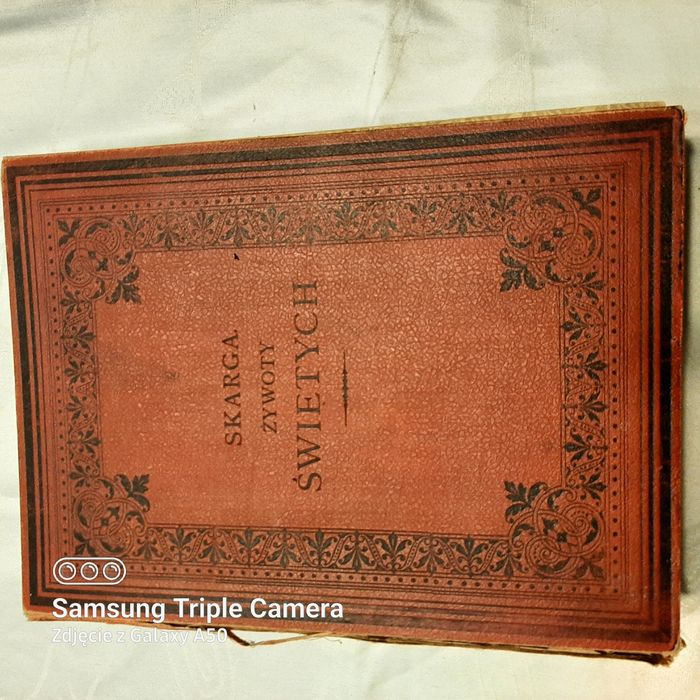 SKARGA.
ŻYWOTY
ŚWIĘTYCH
Samsung Triple Camera
Zdjęcie z Galaxy A50